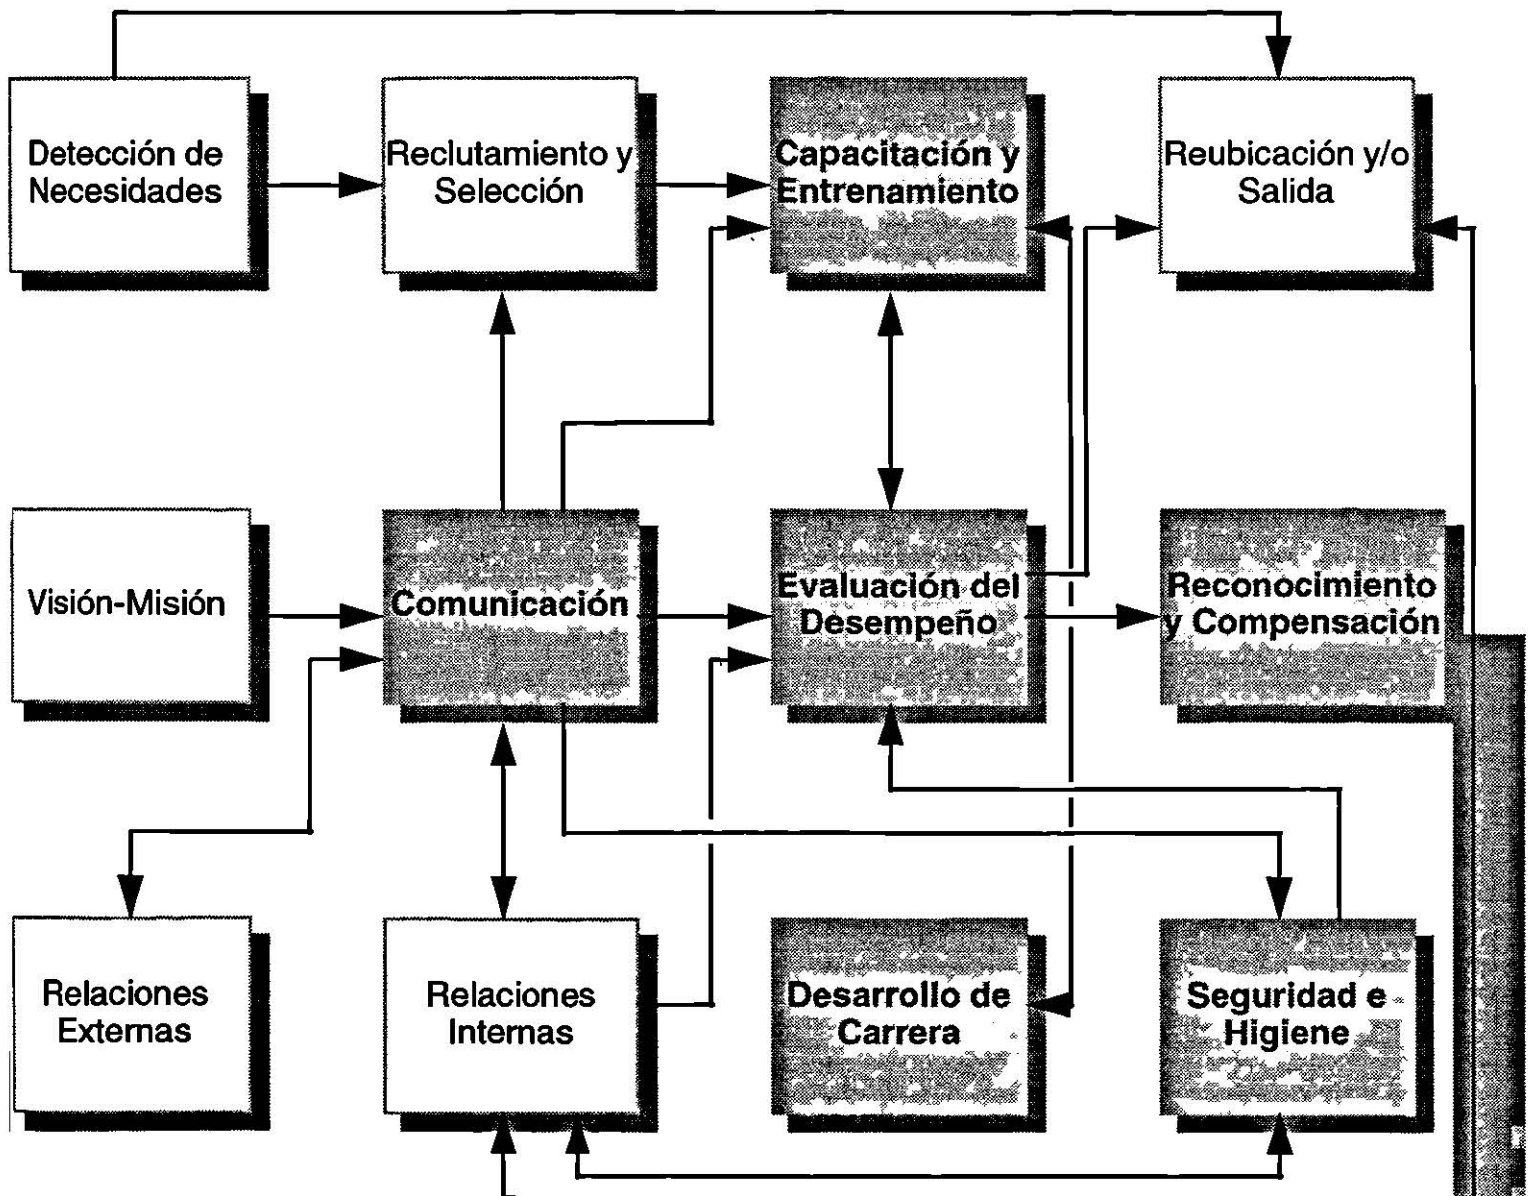 Detección de
Necesidades
Reclutamiento y
Selección
Capacitación y
Entrenamiento
Reubicación y/o
Salida
Visión-Misión
Comunicación
Evaluación del
Desempeño
Reconocimiento
y Compensación
Relaciones
Externas
Relaciones
Internas
Desarrollo de
Carrera
Seguridad e
Higiene